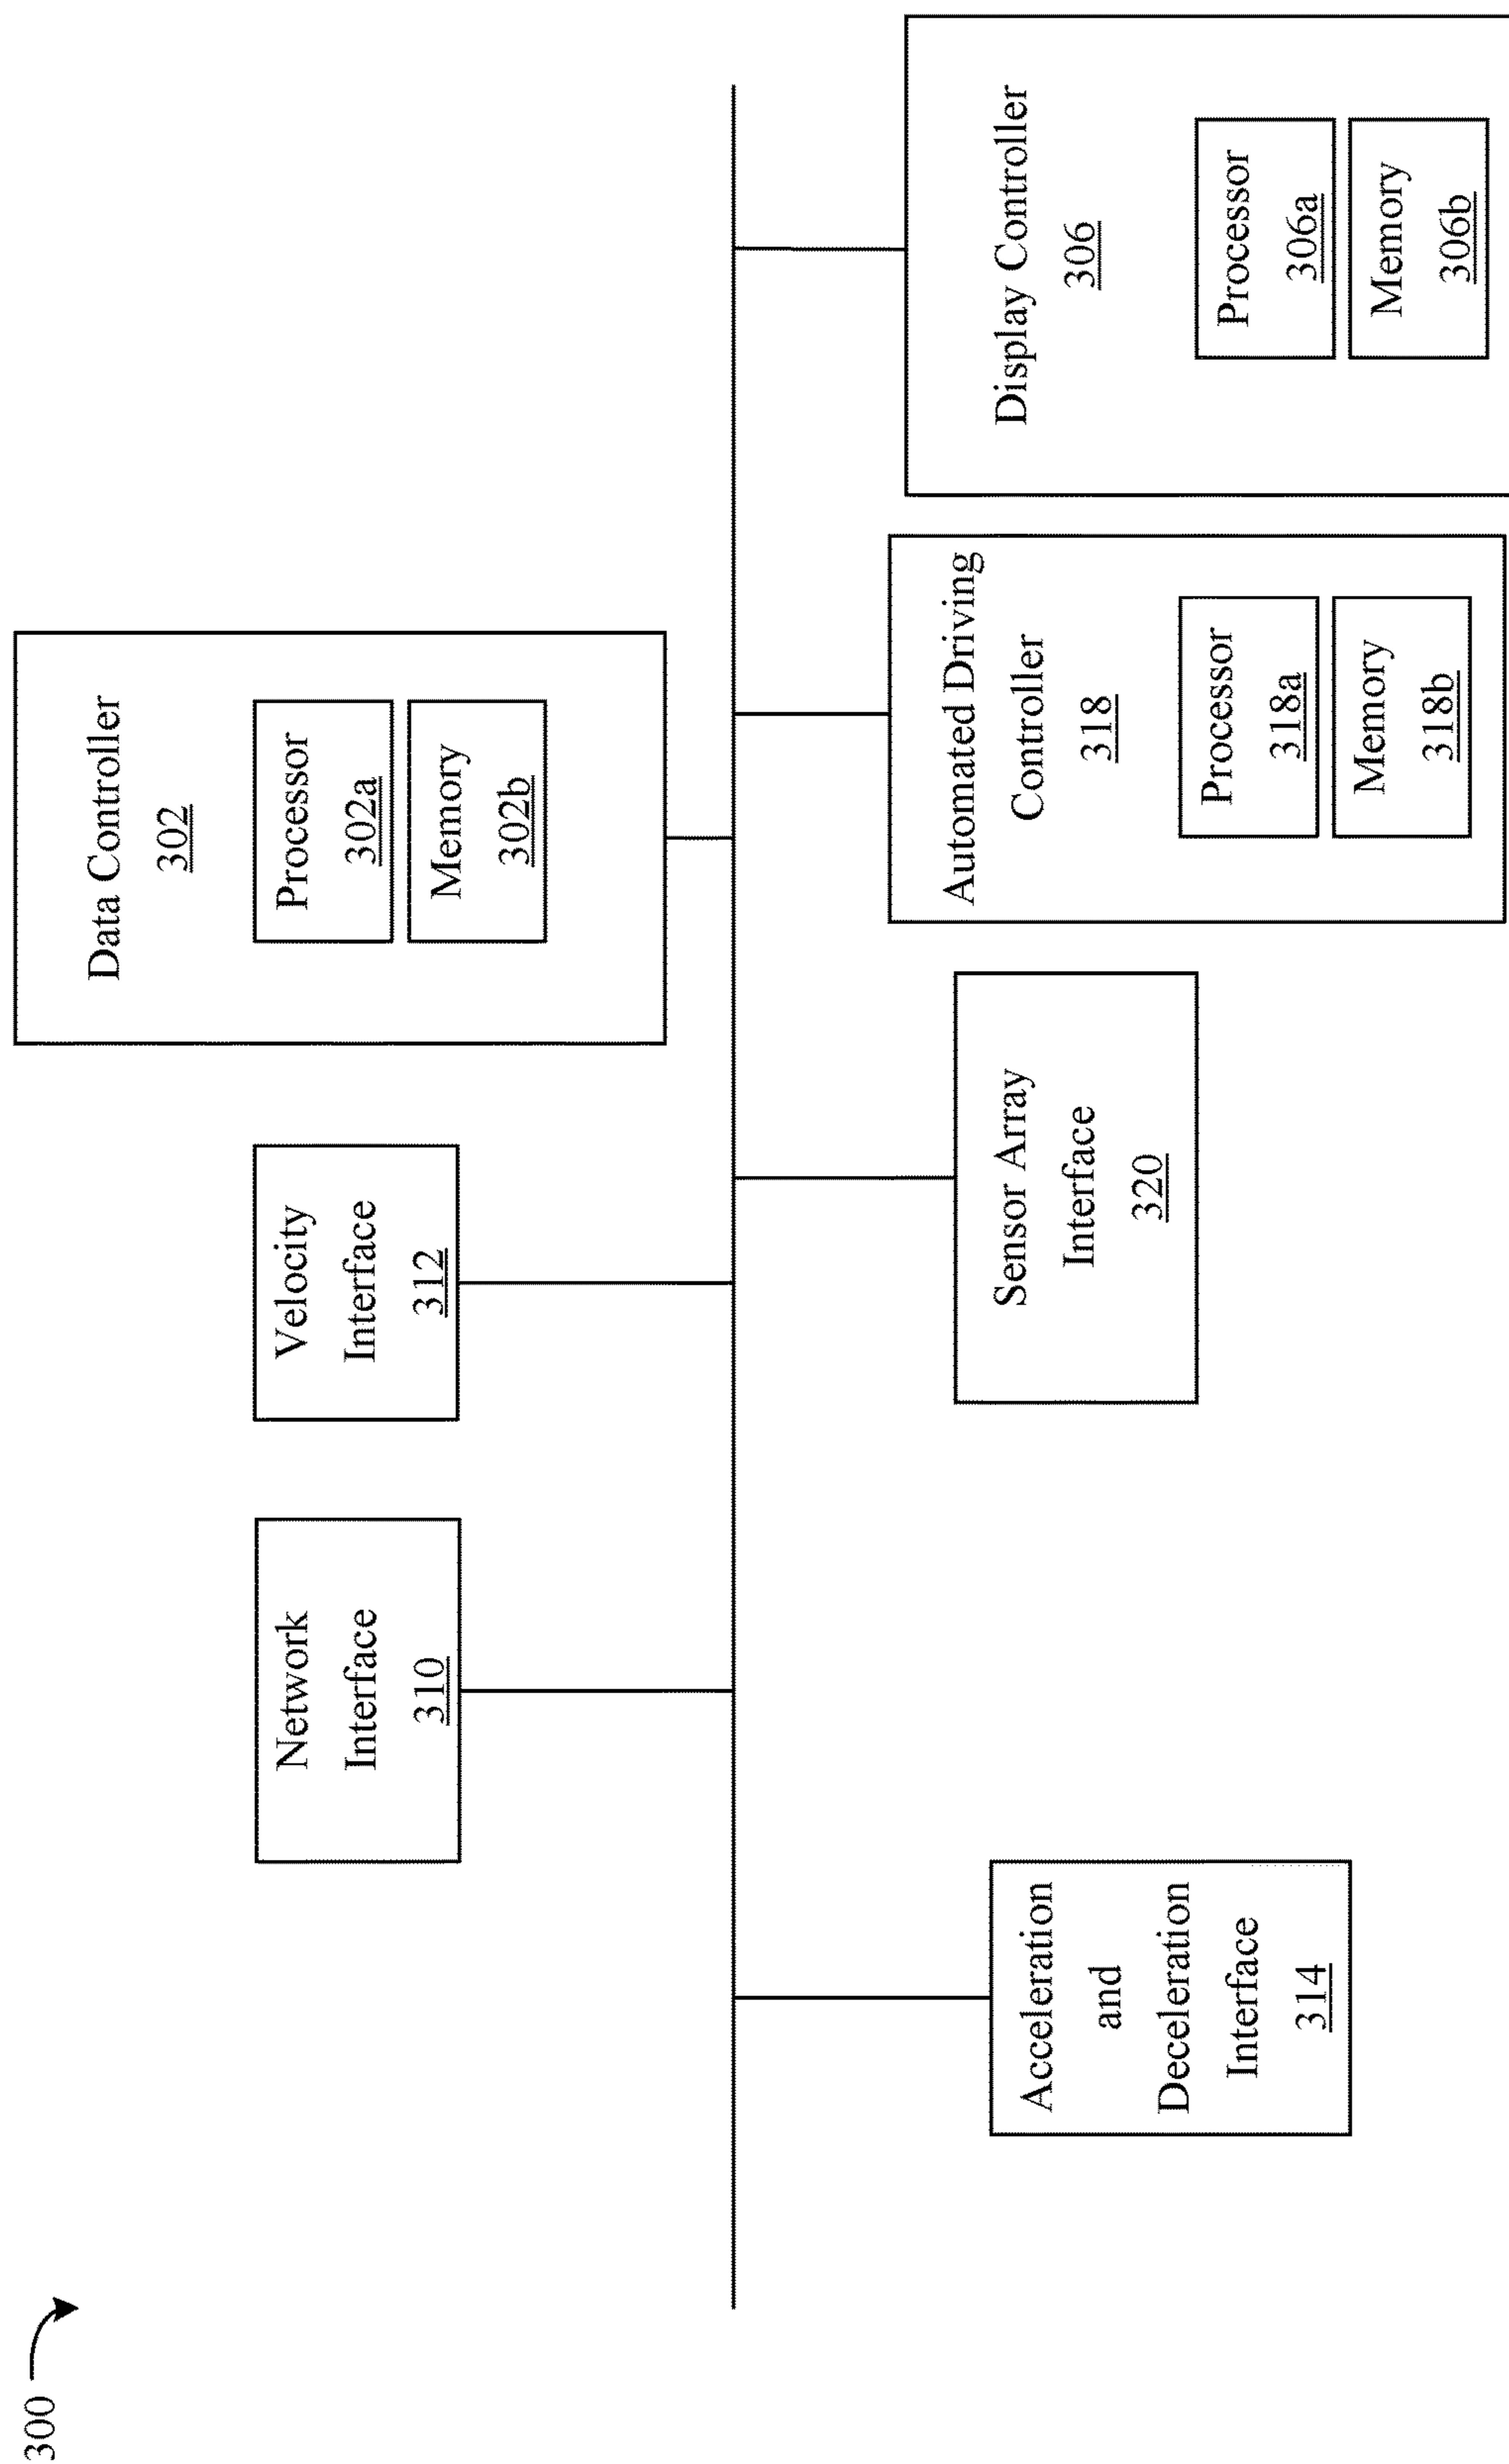 300
Network
Interface
310
Velocity
Interface
312
Data Controller
302
Processor
302a
Memory
302b
Acceleration
and
Deceleration
Interface
314
Sensor Array
Interface
320
Automated Driving
Controller
318
Processor
318a
Memory
318b
Display Controller
306
Processor
306a
Memory
306b